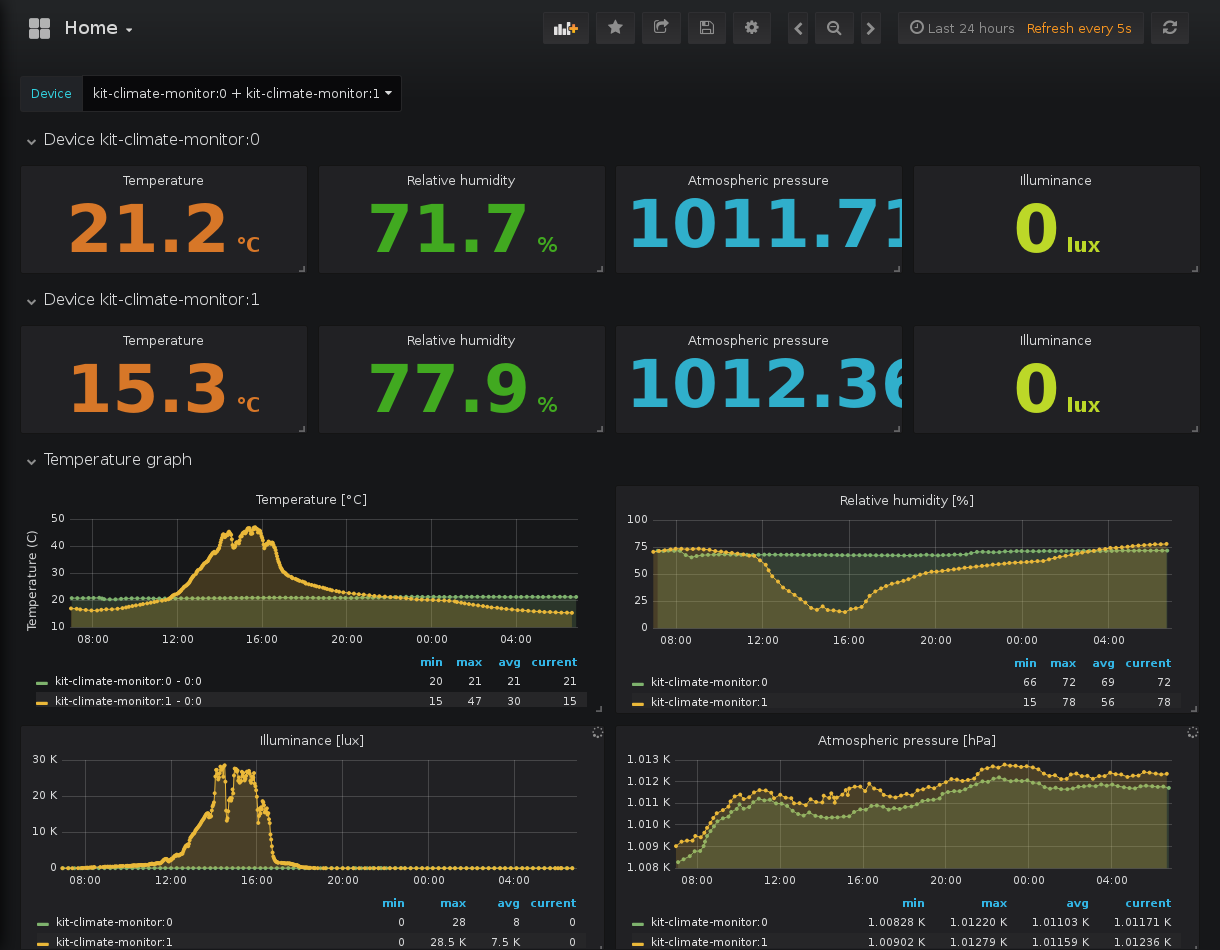 Home
Last 24 hours Refresh every 5s
Device kit-climate-monitor:0 + kit-climate-monitor:1
Device kit-climate-monitor:0
Temperature
21.2 °C
Relative humidity
71.7 %
Atmospheric pressure
1011.71
Illuminance
0 lux
Device kit-climate-monitor:1
Temperature
15.3 °C
Relative humidity
77.9 %
Atmospheric pressure
1012.36
Illuminance
0 lux
Temperature graph
Temperature [°C]
Temperature (C)
50
40
30
20
10
08:00 12:00 16:00 20:00 00:00 04:00
min max avg current
kit-climate-monitor:0 - 0:0 20 21 21 21
kit-climate-monitor:1 - 0:0 15 47 30 15
Relative humidity [%]
100
75
50
25
0
08:00 12:00 16:00 20:00 00:00 04:00
min max avg current
kit-climate-monitor:0 66 72 69 72
kit-climate-monitor:1 15 78 56 78
Illuminance [lux]
30 K
20 K
10 K
0
08:00 12:00 16:00 20:00 00:00 04:00
min max avg current
kit-climate-monitor:0 0 28 8 0
kit-climate-monitor:1 0 28.5 K 7.5 K 0
Atmospheric pressure [hPa]
1.013 K
1.012 K
1.011 K
1.010 K
1.009 K
1.008 K
08:00 12:00 16:00 20:00 00:00 04:00
min max avg current
kit-climate-monitor:0 1.00828 K 1.01220 K 1.01103 K 1.01171 K
kit-climate-monitor:1 1.00902 K 1.01279 K 1.01159 K 1.01236 K